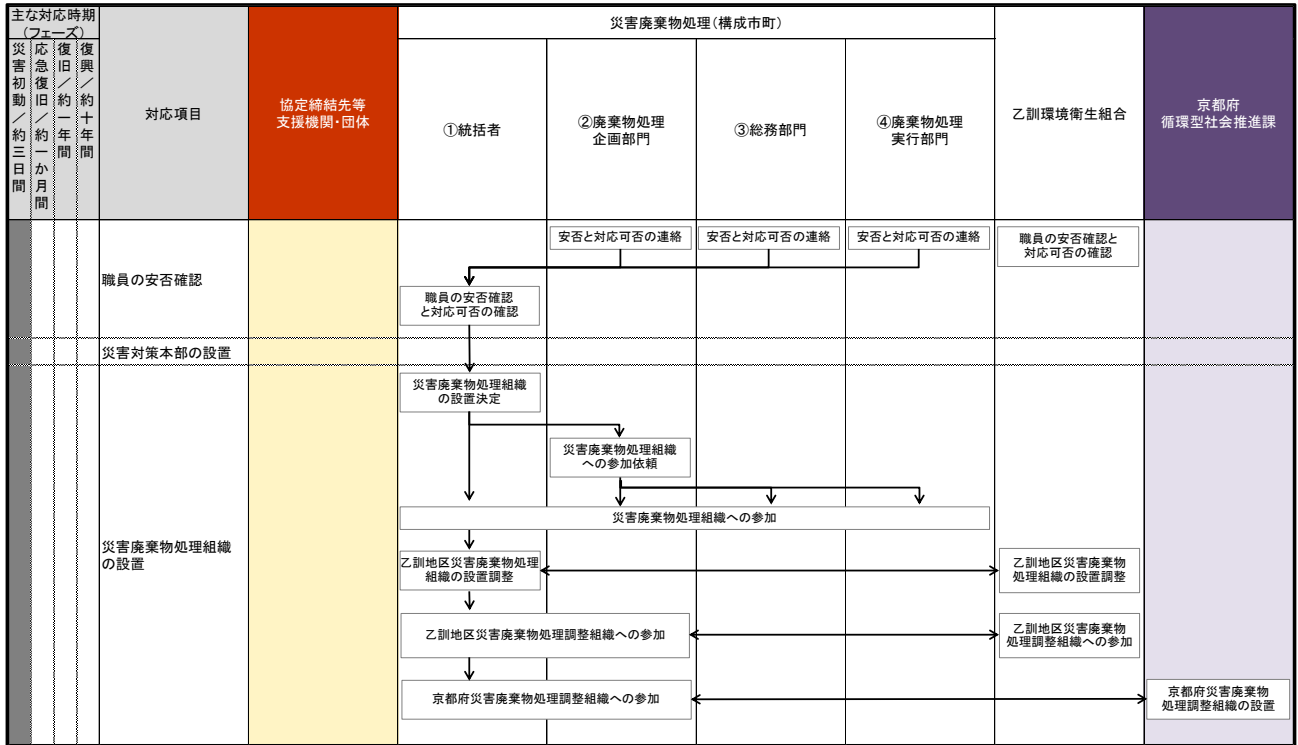 主な対応時期
(フェーズ)
災害初動／約三日間
応急復旧／約一か月間
復旧／約一年間
復興／約十年間
対応項目
協定締結先等
支援機関・団体
災害廃棄物処理(構成市町)
①統括者
②廃棄物処理
企画部門
③総務部門
④廃棄物処理
実行部門
乙訓環境衛生組合
京都府
循環型社会推進課
職員の安否確認
安否と対応可否の連絡
安否と対応可否の連絡
安否と対応可否の連絡
職員の安否確認と
対応可否の確認
職員の安否確認
と対応可否の確認
災害対策本部の設置
災害廃棄物処理組織
の設置
災害廃棄物処理組織
の設置決定
災害廃棄物処理組織
への参加依頼
災害廃棄物処理組織への参加
乙訓地区災害廃棄物処理
組織の設置調整
乙訓地区災害廃棄物
処理組織の設置調整
乙訓地区災害廃棄物処理調整組織への参加
乙訓地区災害廃棄物
処理調整組織への参加
京都府災害廃棄物処理調整組織への参加
京都府災害廃棄物
処理調整組織の設置